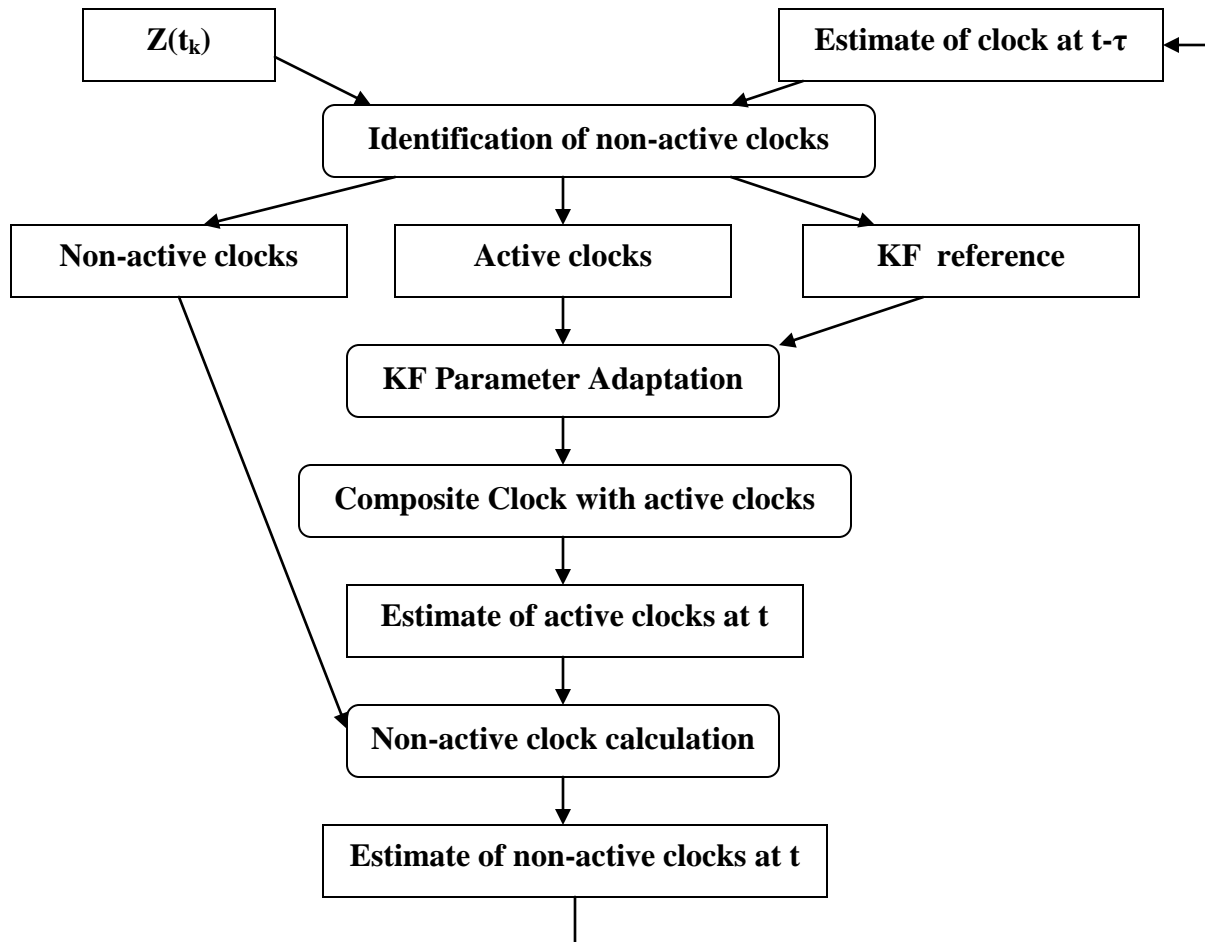 Z(tk)
Estimate of clock at t-τ
Identification of non-active clocks
Non-active clocks
Active clocks
KF reference
KF Parameter Adaptation
Composite Clock with active clocks
Estimate of active clocks at t
Non-active clock calculation
Estimate of non-active clocks at t